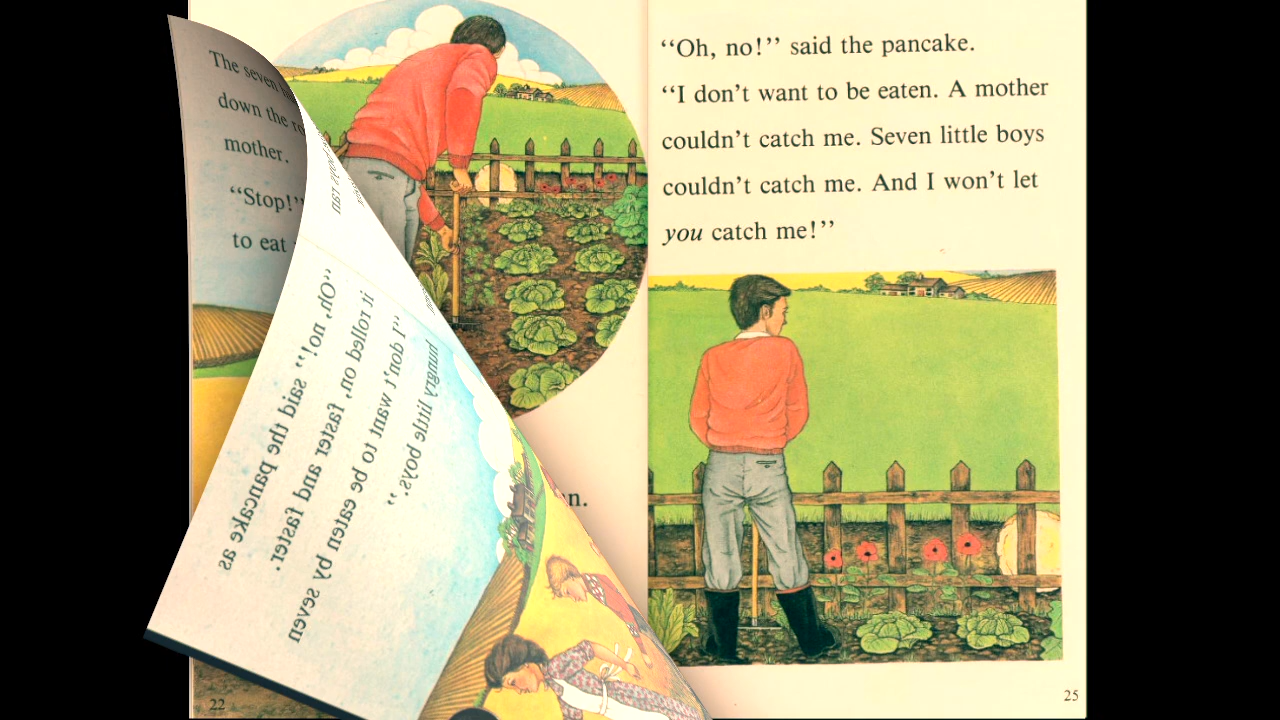 The seven
down the
mother.
“Stop!”
to eat
22
boys ran
“Oh, no!” said the pancake as
it rolled on, faster and faster.
“I don’t want to be eaten by seven
hungry little boys.”
“Oh, no!” said the pancake.
“I don’t want to be eaten. A mother
couldn’t catch me. Seven little boys
couldn’t catch me. And I won’t let
you catch me!”
25